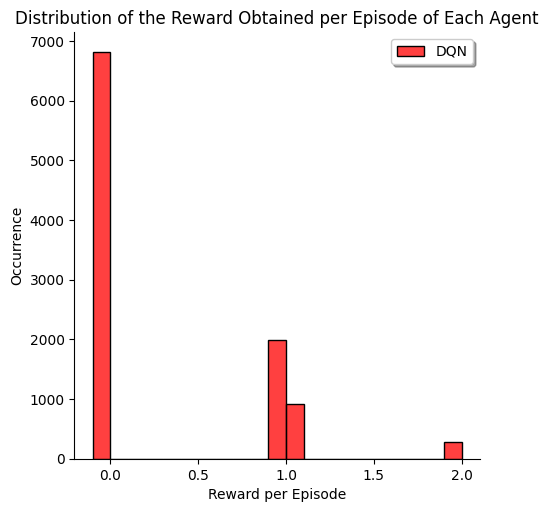 Distribution of the Reward Obtained per Episode of Each Agent
DQN
7000
6000
5000
4000
3000
2000
1000
0
Occurrence
0.0 0.5 1.0 1.5 2.0
Reward per Episode